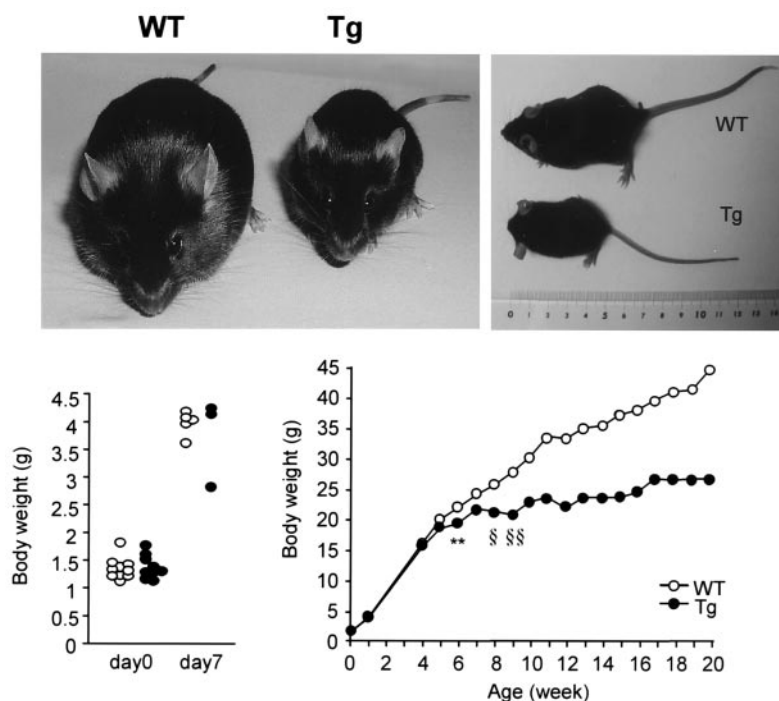 WT
Tg
WT
Tg
0 1 2 3 4 5 6 7 8 9 10 11 12 13 14
Body weight (g)
4.5
4
3.5
3
2.5
2
1.5
1
0.5
0
day0
day7
Body weight (g)
45
40
35
30
25
20
15
10
5
0
** § §§
WT
Tg
0 2 4 6 8 10 12 14 16 18 20
Age (week)